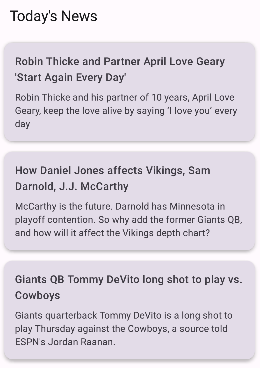 Today's News
Robin Thicke and Partner April Love Geary
'Start Again Every Day'
Robin Thicke and his partner of 10 years, April Love
Geary, keep the love alive by saying ‘I love you’ every
day
How Daniel Jones affects Vikings, Sam
Darnold, J.J. McCarthy
McCarthy is the future. Darnold has Minnesota in
playoff contention. So why add the former Giants QB,
and how will it affect the Vikings depth chart?
Giants QB Tommy DeVito long shot to play vs.
Cowboys
Giants quarterback Tommy DeVito is a long shot to
play Thursday against the Cowboys, a source told
ESPN's Jordan Raanan.